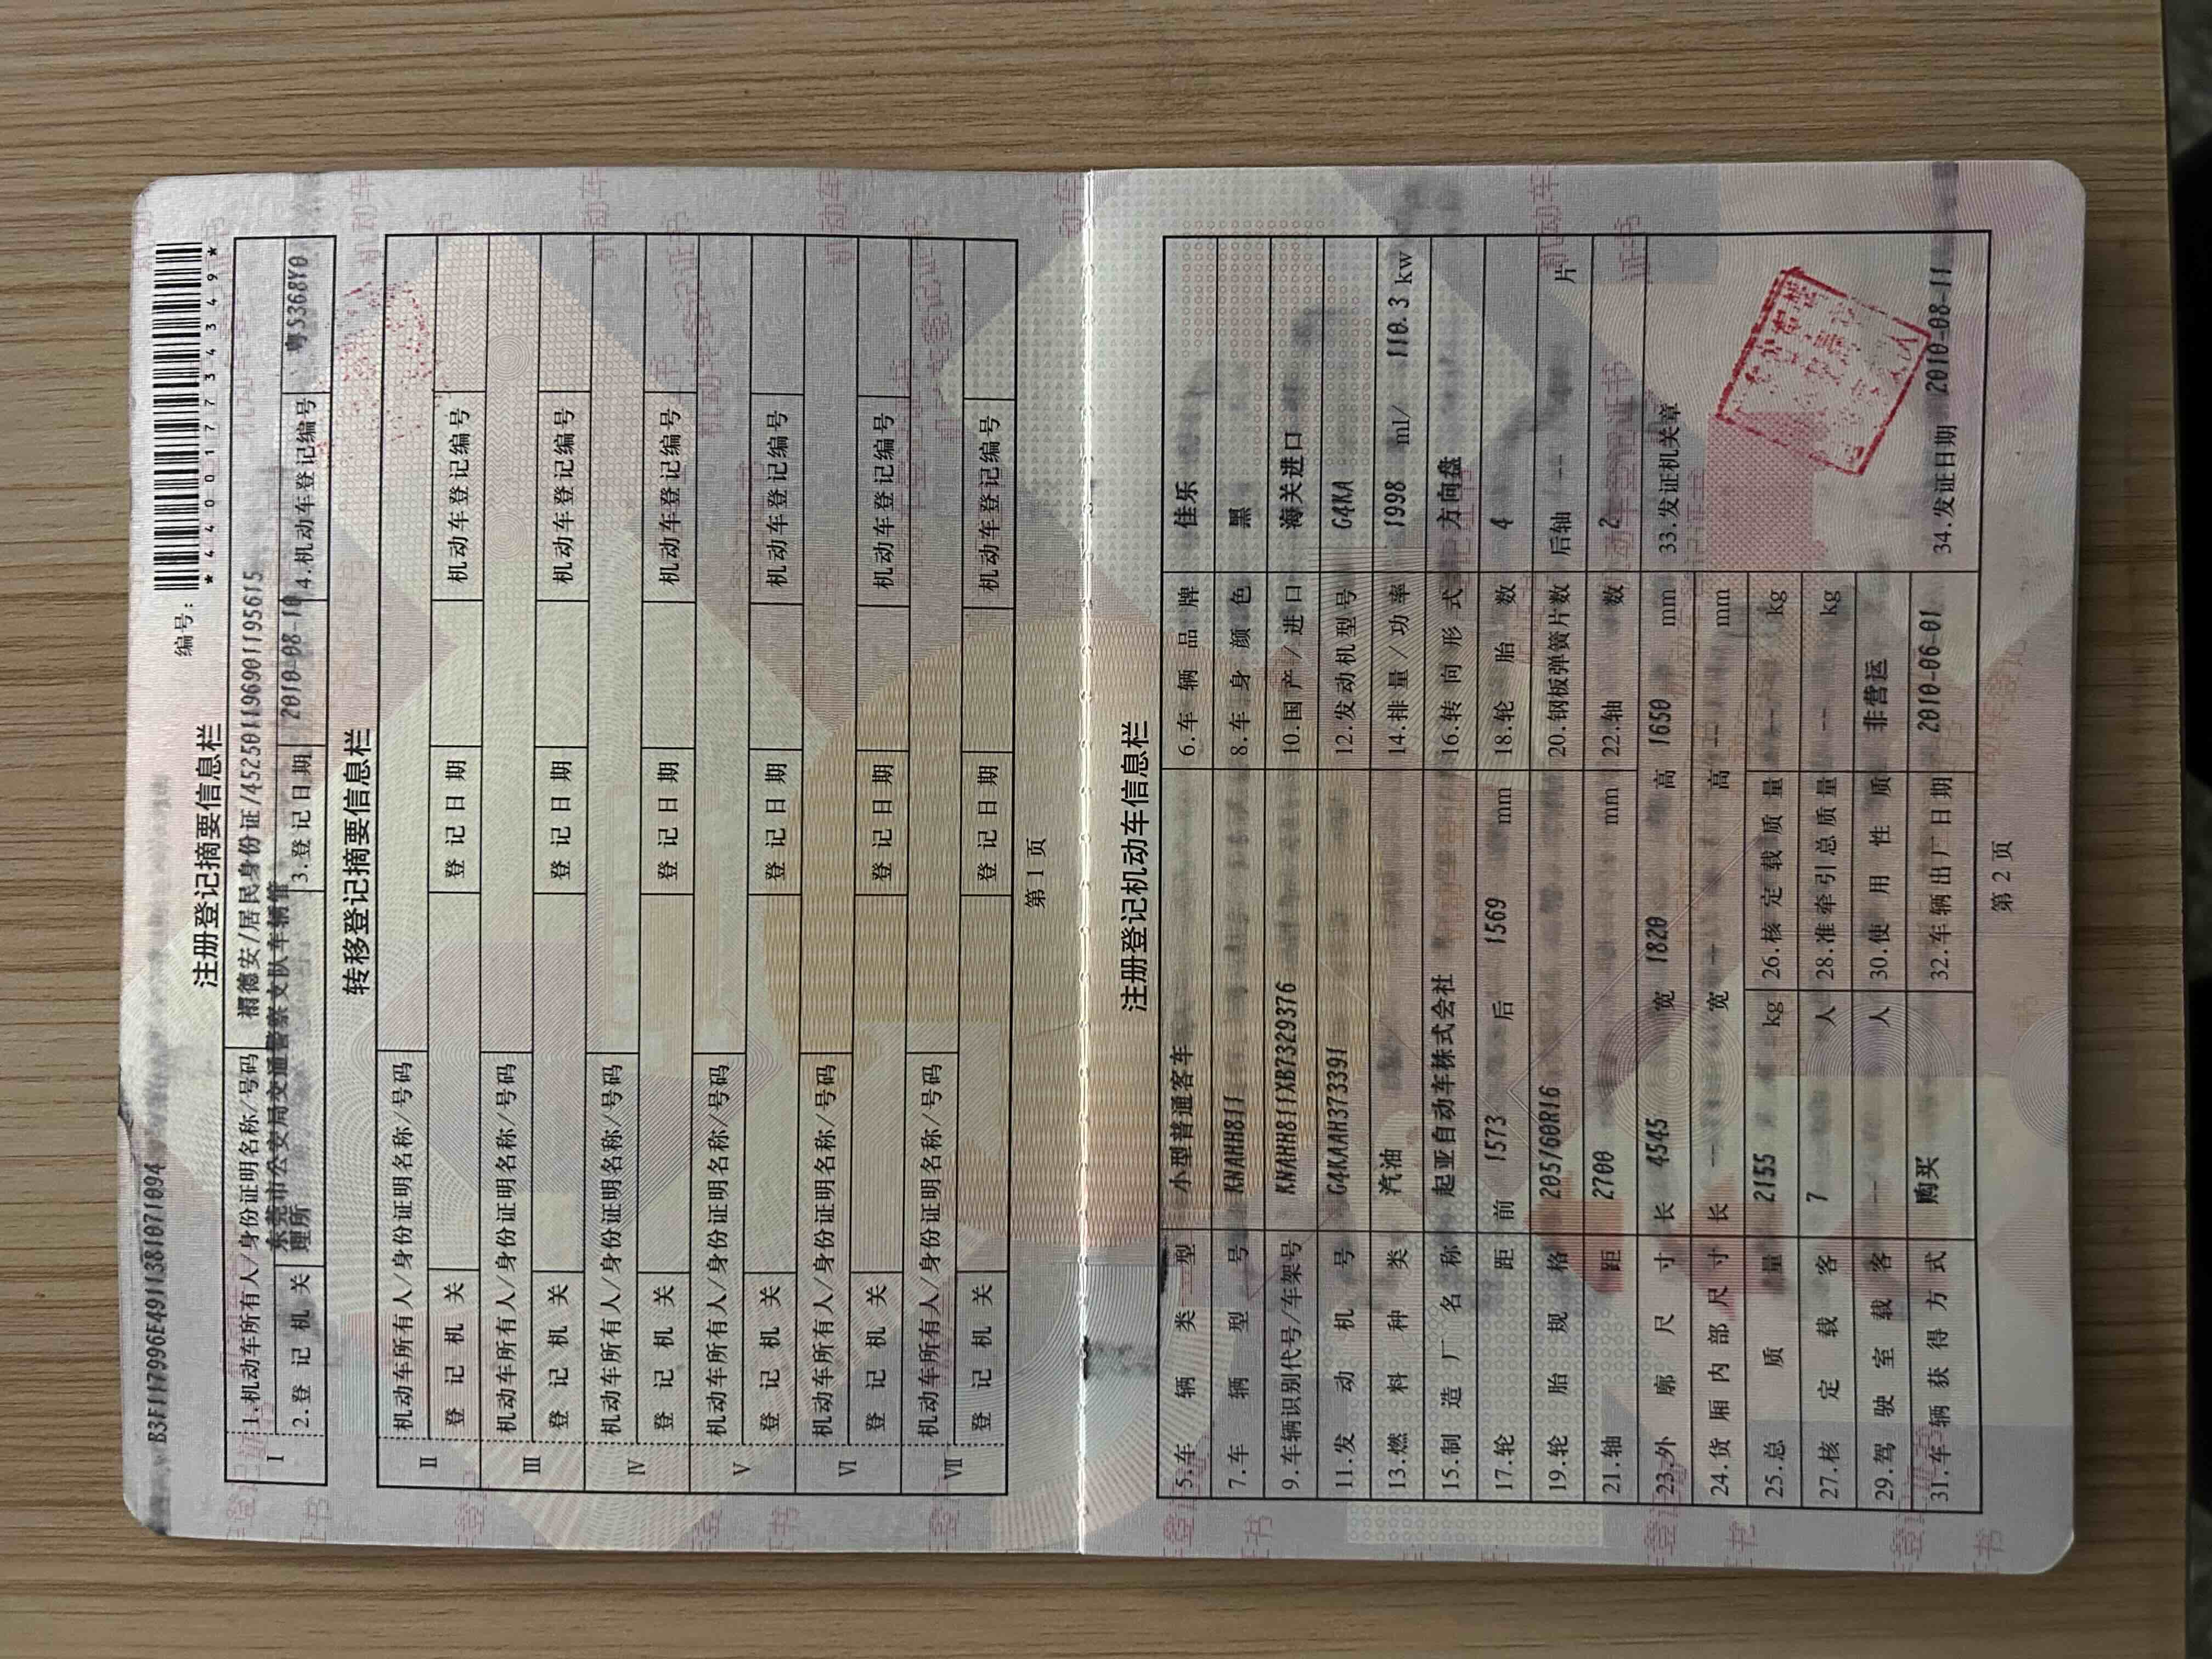 B3F117996E4911381071094
编号:
*440017734349*
注册登记摘要信息栏
I 1.机动车所有人/身份证明名称/号码 禤德安/居民身份证/452501196901195615
2.登记机关 东莞市公安局交通警察支队车辆管理所 3.登记日期 2010-08-10 4.机动车登记编号 粤S368Y0
转移登记摘要信息栏
II 机动车所有人/身份证明名称/号码
登记机关 登记日期 机动车登记编号
III 机动车所有人/身份证明名称/号码
登记机关 登记日期 机动车登记编号
IV 机动车所有人/身份证明名称/号码
登记机关 登记日期 机动车登记编号
V 机动车所有人/身份证明名称/号码
登记机关 登记日期 机动车登记编号
VI 机动车所有人/身份证明名称/号码
登记机关 登记日期 机动车登记编号
VII 机动车所有人/身份证明名称/号码
登记机关 登记日期 机动车登记编号
第1页
注册登记机动车信息栏
5.车辆类型 小型普通客车 6.车辆品牌 佳乐
7.车辆型号 KNAHH811 8.车身颜色 黑
9.车辆识别代号/车架号 KNAHH811XB7329376 10.国产/进口 海关进口
11.发动机号 G4KAAH373391 12.发动机型号 G4KA
13.燃料种类 汽油 14.排量/功率 1998 ml/ 110.3 kw
15.制造厂名称 起亚自动车株式会社 16.转向形式 方向盘
17.轮距 前 1573 后 1569 mm 18.轮胎数 4
19.轮胎规格 205/60R16 20.钢板弹簧片数 后轴 -- 片
21.轴距 2700 mm 22.轴数 2
23.外廓尺寸 长 4545 宽 1820 高 1650 mm 33.发证机关章
24.货厢内部尺寸 长 -- 宽 -- 高 -- mm
25.总质量 2155 kg 26.核定载质量 -- kg
27.核定载客 7 人 28.准牵引总质量 -- kg
29.驾驶室载客 -- 人 30.使用性质 非营运
31.车辆获得方式 购买 32.车辆出厂日期 2010-06-01 34.发证日期 2010-08-11
第2页